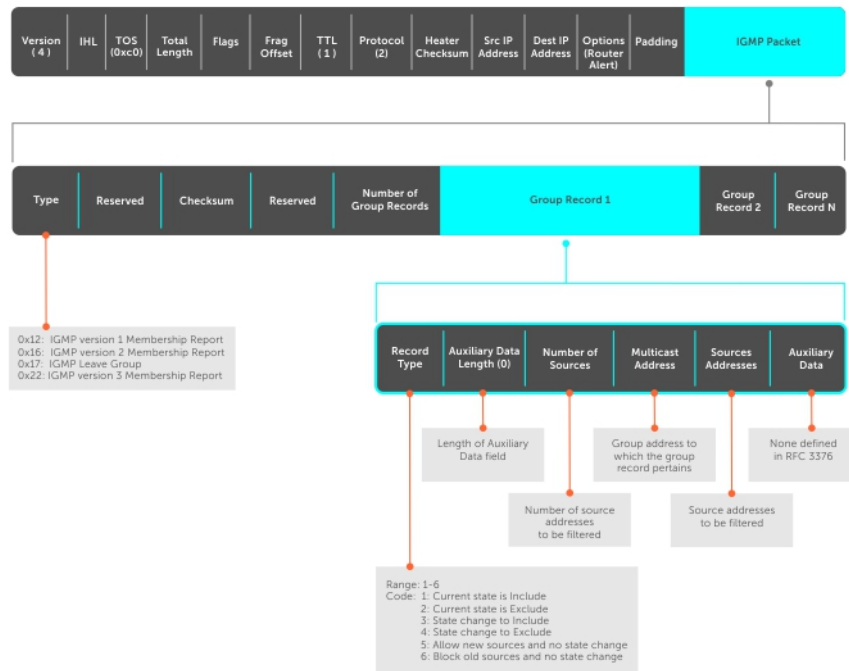 Version
( 4 )
IHL
TOS
(0xc0)
Total
Length
Flags
Frag
Offset
TTL
( 1 )
Protocol
(2)
Heater
Checksum
Src IP
Address
Dest IP
Address
Options
(Router
Alert)
Padding
IGMP Packet
Type
Reserved
Checksum
Reserved
Number of
Group Records
Group Record 1
Group
Record 2
Group
Record N
0x12: IGMP version 1 Membership Report
0x16: IGMP version 2 Membership Report
0x17: IGMP Leave Group
0x22: IGMP version 3 Membership Report
Record
Type
Auxiliary Data
Length (0)
Number of
Sources
Multicast
Address
Sources
Addresses
Auxiliary
Data
Length of Auxiliary
Data field
Group address to
which the group
record pertains
None defined
in RFC 3376
Number of source
addresses
to be filtered
Source addresses
to be filtered
Range: 1-6
Code: 1: Current state is Include
2: Current state is Exclude
3: State change to Include
4: State change to Exclude
5: Allow new sources and no state change
6: Block old sources and no state change